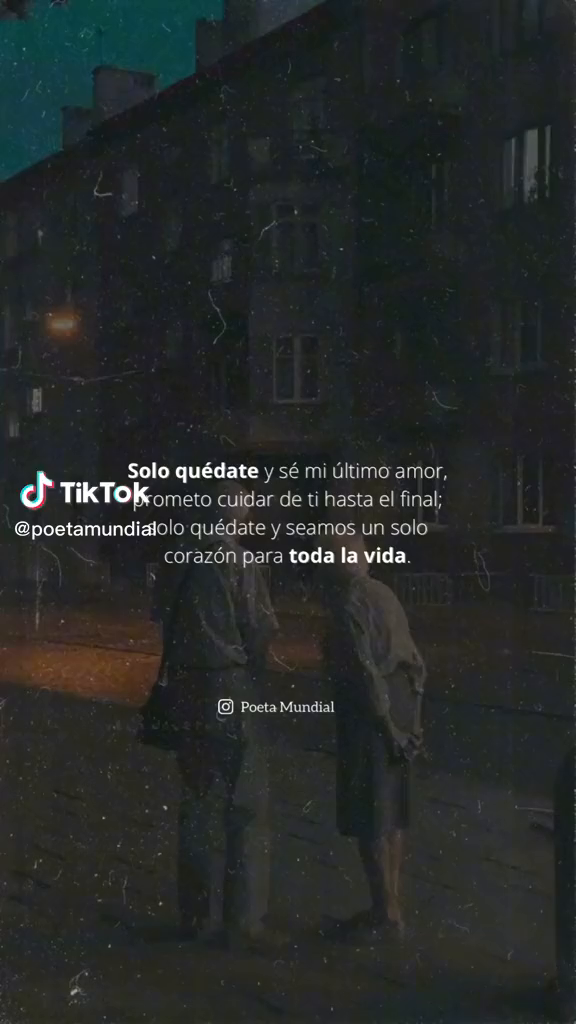 Solo quédate y sé mi último amor,
prometo cuidar de ti hasta el final;
solo quédate y seamos un solo
corazón para toda la vida.
TikTok
@poetamundial
Poeta Mundial